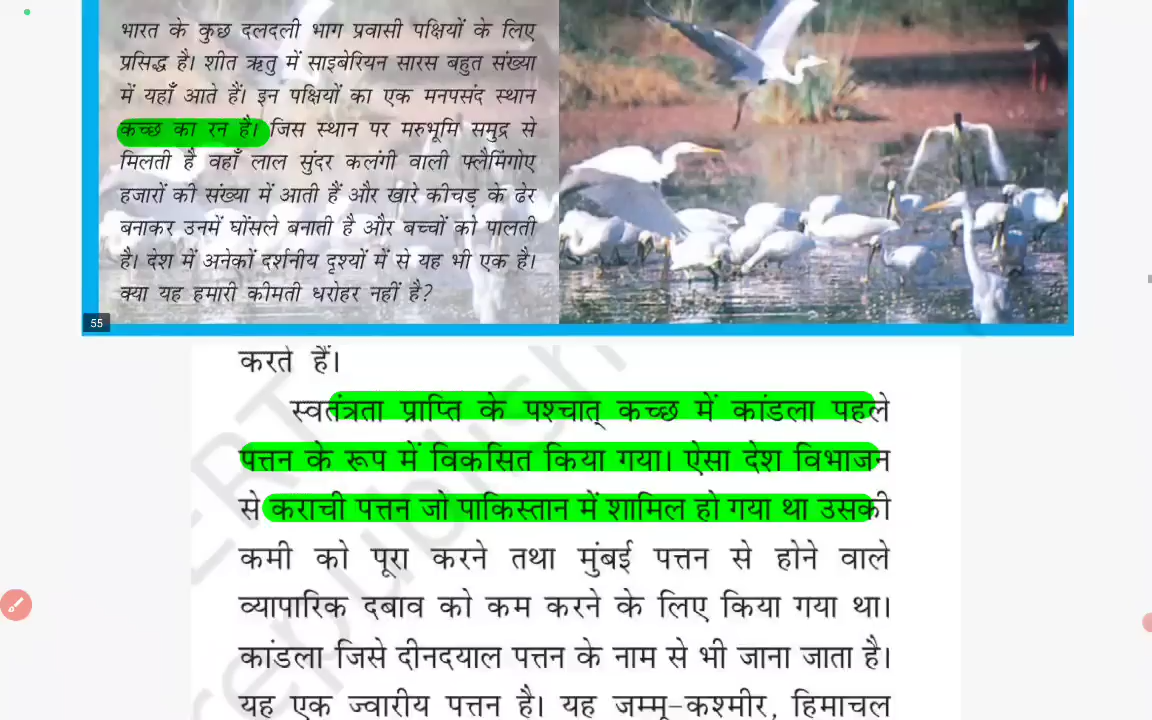 भारत के कुछ दलदली भाग प्रवासी पक्षियों के लिए
प्रसिद्ध है। शीत ऋतु में साइबेरियन सारस बहुत संख्या
में यहाँ आते हैं। इन पक्षियों का एक मनपसंद स्थान
कच्छ का रन है। जिस स्थान पर मरुभूमि समुद्र से
मिलती है वहाँ लाल सुंदर कलंगी वाली फ्लैमिंगोए
हजारों की संख्या में आती हैं और खारे कीचड़ के ढेर
बनाकर उनमें घोंसले बनाती है और बच्चों को पालती
है। देश में अनेकों दर्शनीय दृश्यों में से यह भी एक है।
क्या यह हमारी कीमती धरोहर नहीं है?
55
करते हैं।
स्वतंत्रता प्राप्ति के पश्चात् कच्छ में कांडला पहले
पत्तन के रूप में विकसित किया गया। ऐसा देश विभाजन
से कराची पत्तन जो पाकिस्तान में शामिल हो गया था उसकी
कमी को पूरा करने तथा मुंबई पत्तन से होने वाले
व्यापारिक दबाव को कम करने के लिए किया गया था।
कांडला जिसे दीनदयाल पत्तन के नाम से भी जाना जाता है।
यह एक ज्वारीय पत्तन है। यह जम्मू-कश्मीर, हिमाचल